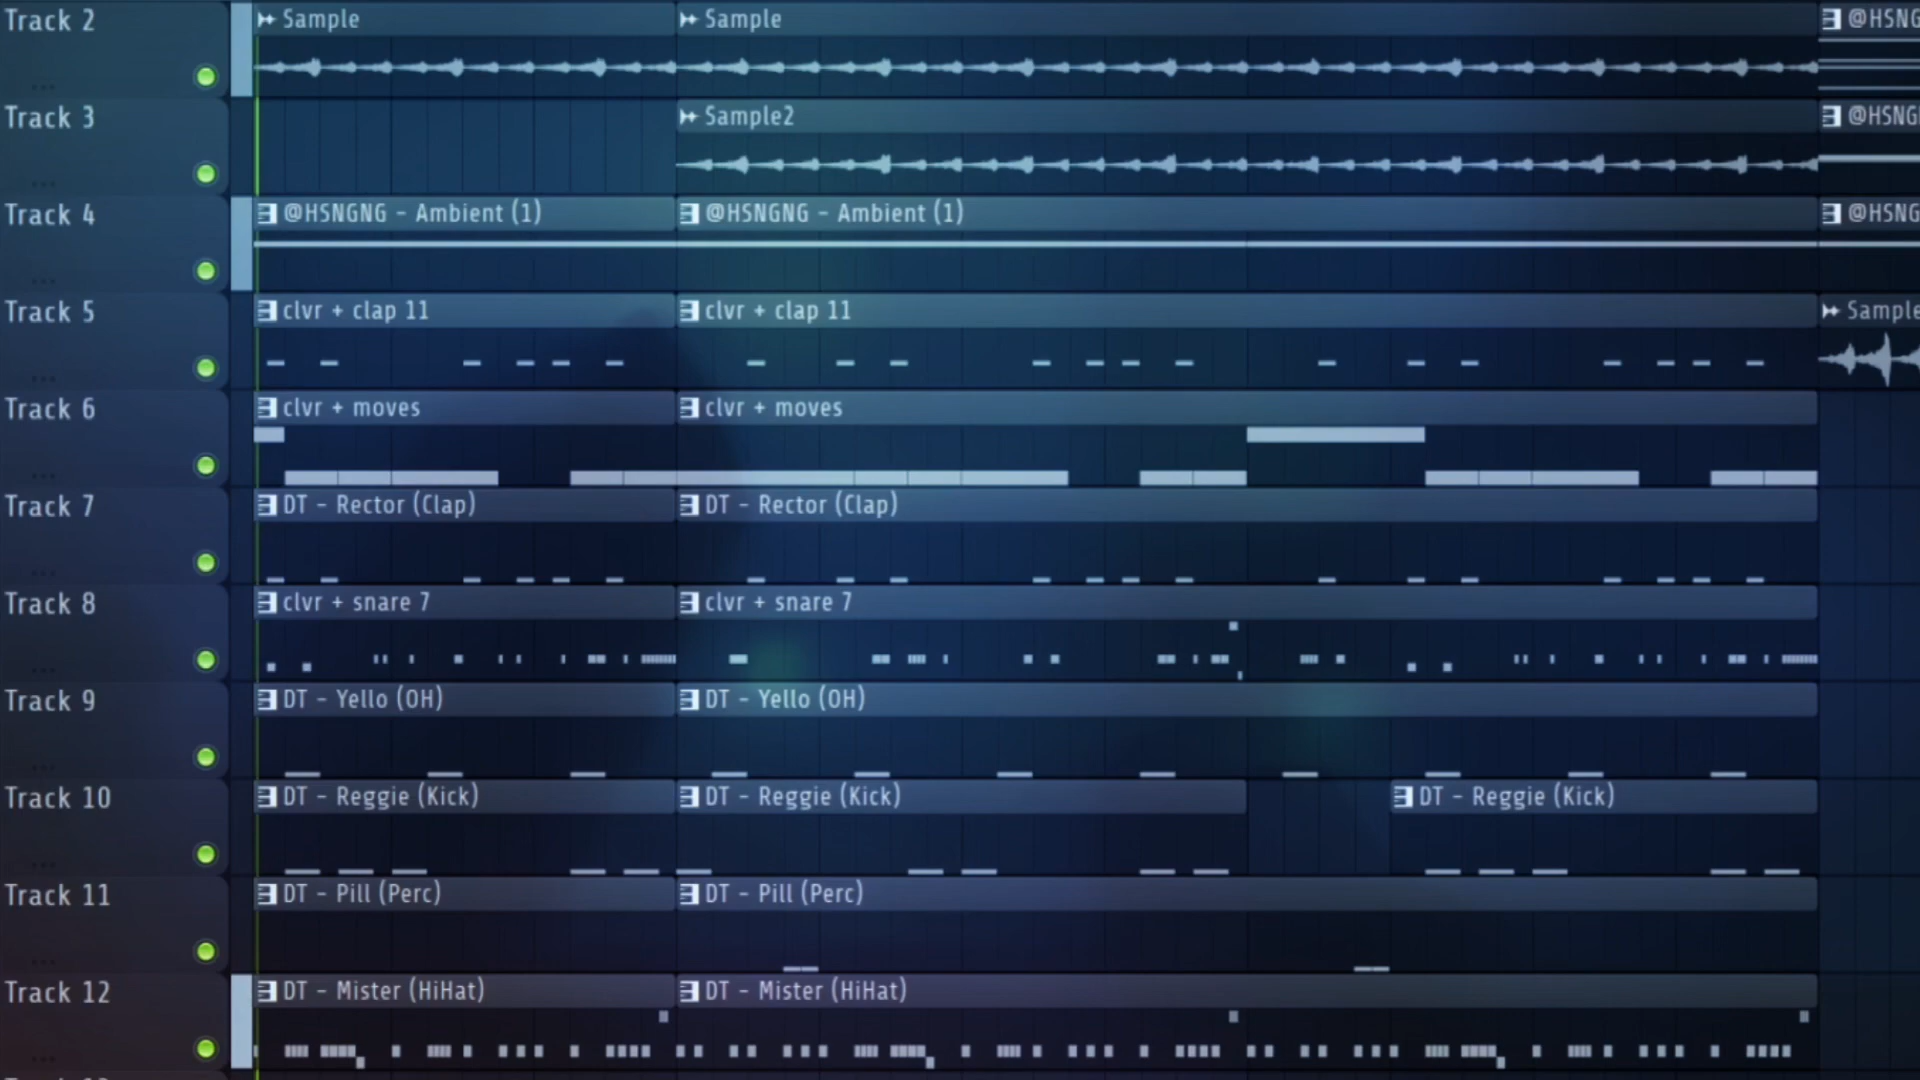 Track 2 Sample Sample @HSNG
Track 3 Sample2 @HSNG
Track 4 @HSNGNG - Ambient (1) @HSNGNG - Ambient (1) @HSNG
Track 5 clvr + clap 11 clvr + clap 11 Sample
Track 6 clvr + moves clvr + moves
Track 7 DT - Rector (Clap) DT - Rector (Clap)
Track 8 clvr + snare 7 clvr + snare 7
Track 9 DT - Yello (OH) DT - Yello (OH)
Track 10 DT - Reggie (Kick) DT - Reggie (Kick) DT - Reggie (Kick)
Track 11 DT - Pill (Perc) DT - Pill (Perc)
Track 12 DT - Mister (HiHat) DT - Mister (HiHat)